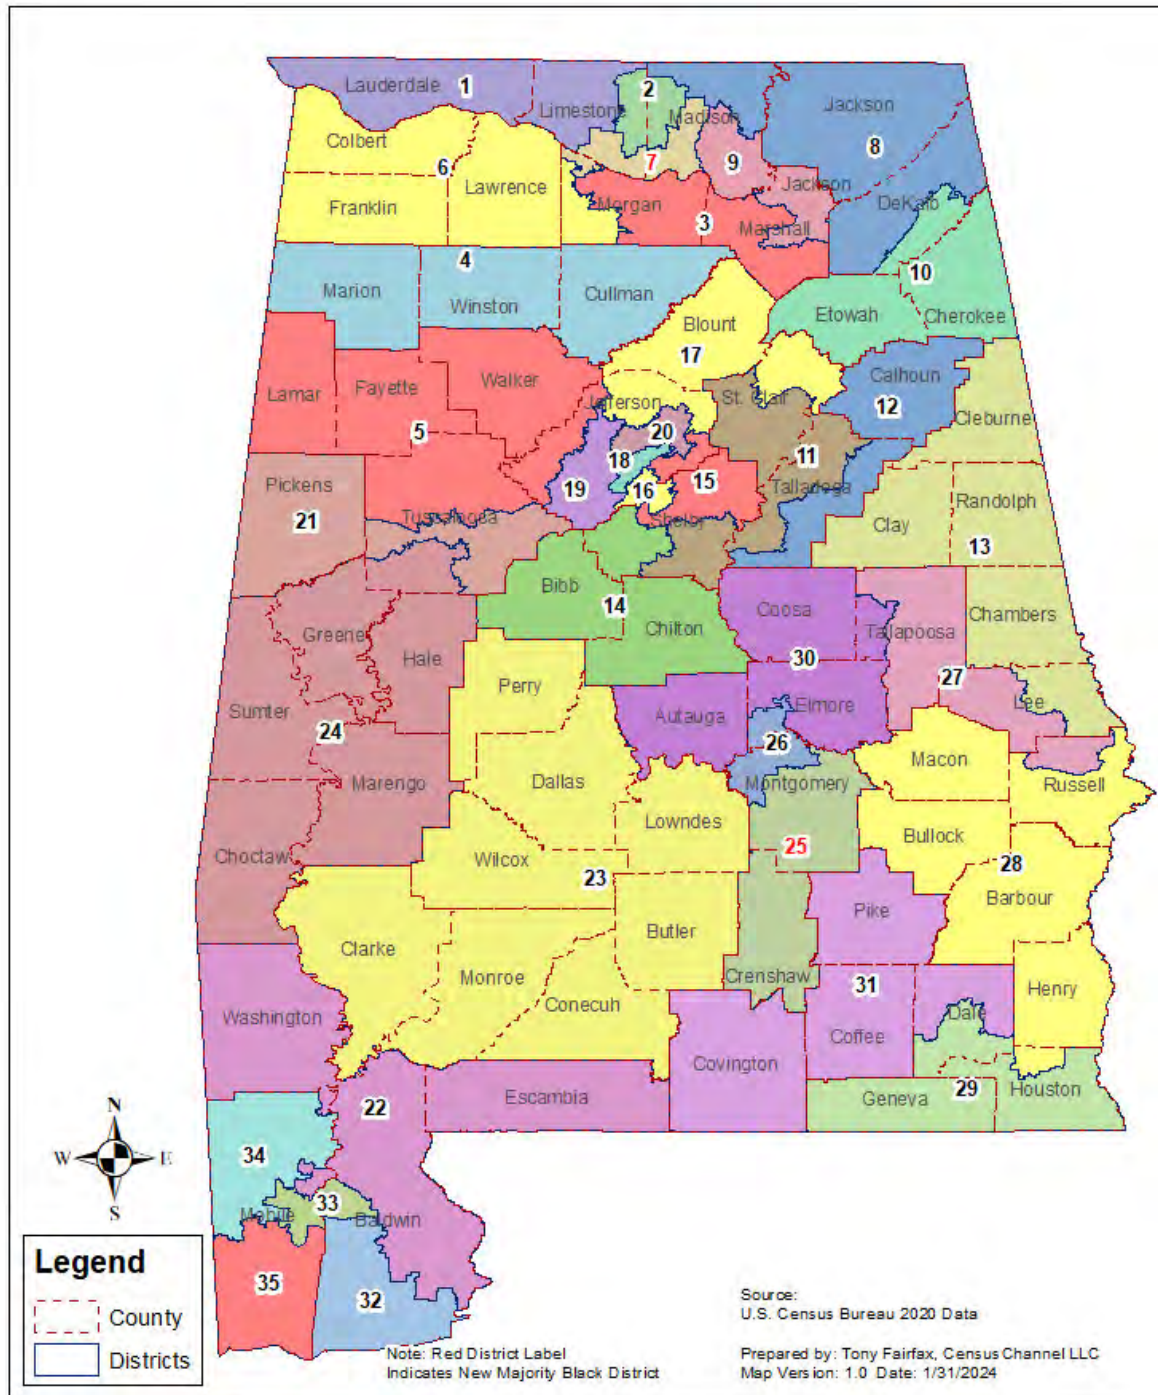 Lauderdale 1
Limestone
2
Madison
Jackson
8
Colbert
6
7
9
Lawrence
Jackson
Franklin
Morgan
3
Marshall
DeKalb
4
10
Marion
Winston
Cullman
Etowah
Cherokee
Blount
17
Lamar
Fayette
Walker
Jefferson
St. Clair
Calhoun
12
Cleburne
5
20
18
11
19
16
15
Talladega
Pickens
21
Tuscaloosa
Shelby
Clay
Randolph
13
Bibb
14
Chilton
Coosa
Tallapoosa
Chambers
Greene
Hale
30
27
Perry
Sumter
24
Autauga
Elmore
Lee
26
Marengo
Dallas
Montgomery
Macon
Russell
Lowndes
Choctaw
Wilcox
23
25
Bullock
28
Barbour
Clarke
Monroe
Butler
Pike
Conecuh
Crenshaw
31
Henry
Washington
Coffee
Dale
Covington
22
Escambia
Geneva
29
Houston
N
W E
S
34
33
Mobile
Baldwin
35
32
Legend
County
Districts
Note: Red District Label
Indicates New Majority Black District
Source:
U.S. Census Bureau 2020 Data
Prepared by: Tony Fairfax, CensusChannel LLC
Map Version: 1.0 Date: 1/31/2024